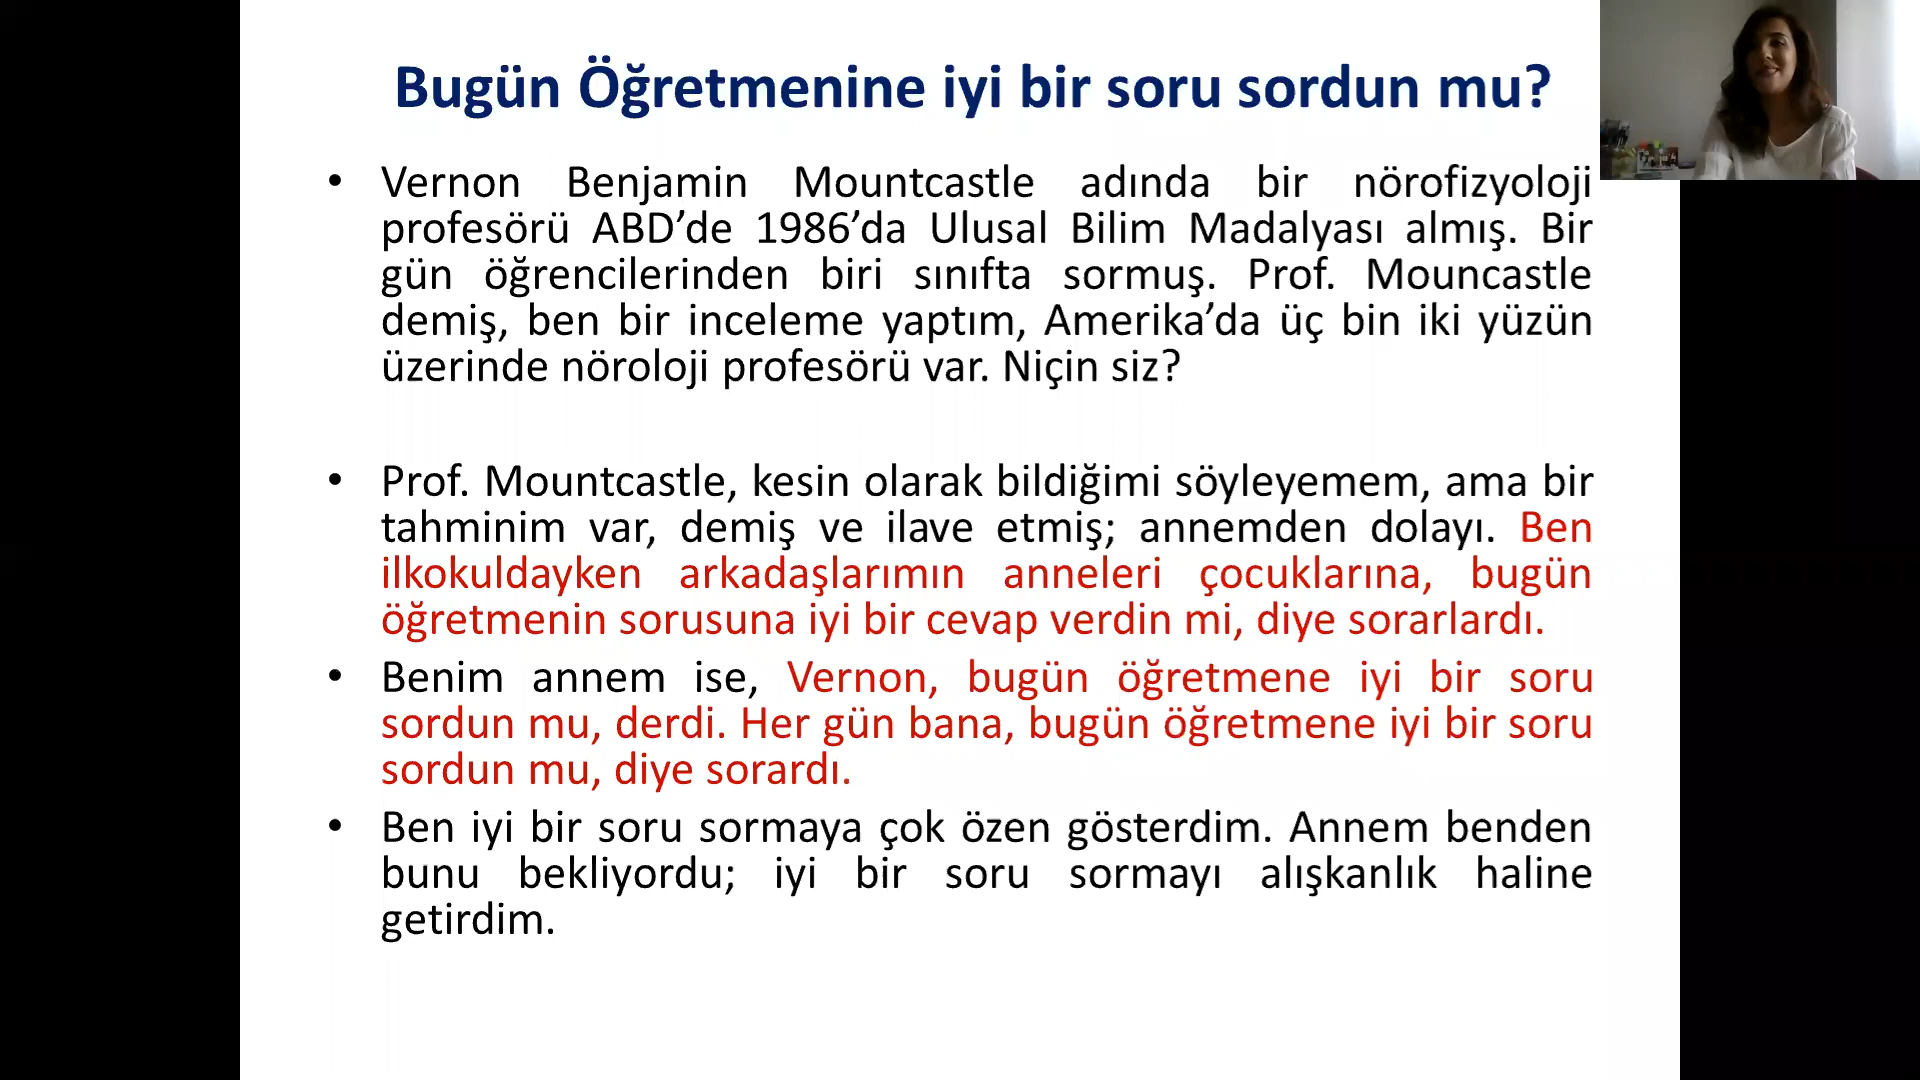 Bugün Öğretmenine iyi bir soru sordun mu?
• Vernon Benjamin Mountcastle adında bir nörofizyoloji
profesörü ABD’de 1986’da Ulusal Bilim Madalyası almış. Bir
gün öğrencilerinden biri sınıfta sormuş. Prof. Mouncastle
demiş, ben bir inceleme yaptım, Amerika’da üç bin iki yüzün
üzerinde nöroloji profesörü var. Niçin siz?
• Prof. Mountcastle, kesin olarak bildiğimi söyleyemem, ama bir
tahminim var, demiş ve ilave etmiş; annemden dolayı. Ben
ilkokuldayken arkadaşlarımın anneleri çocuklarına, bugün
öğretmenin sorusuna iyi bir cevap verdin mi, diye sorarlardı.
• Benim annem ise, Vernon, bugün öğretmene iyi bir soru
sordun mu, derdi. Her gün bana, bugün öğretmene iyi bir soru
sordun mu, diye sorardı.
• Ben iyi bir soru sormaya çok özen gösterdim. Annem benden
bunu bekliyordu; iyi bir soru sormayı alışkanlık haline
getirdim.